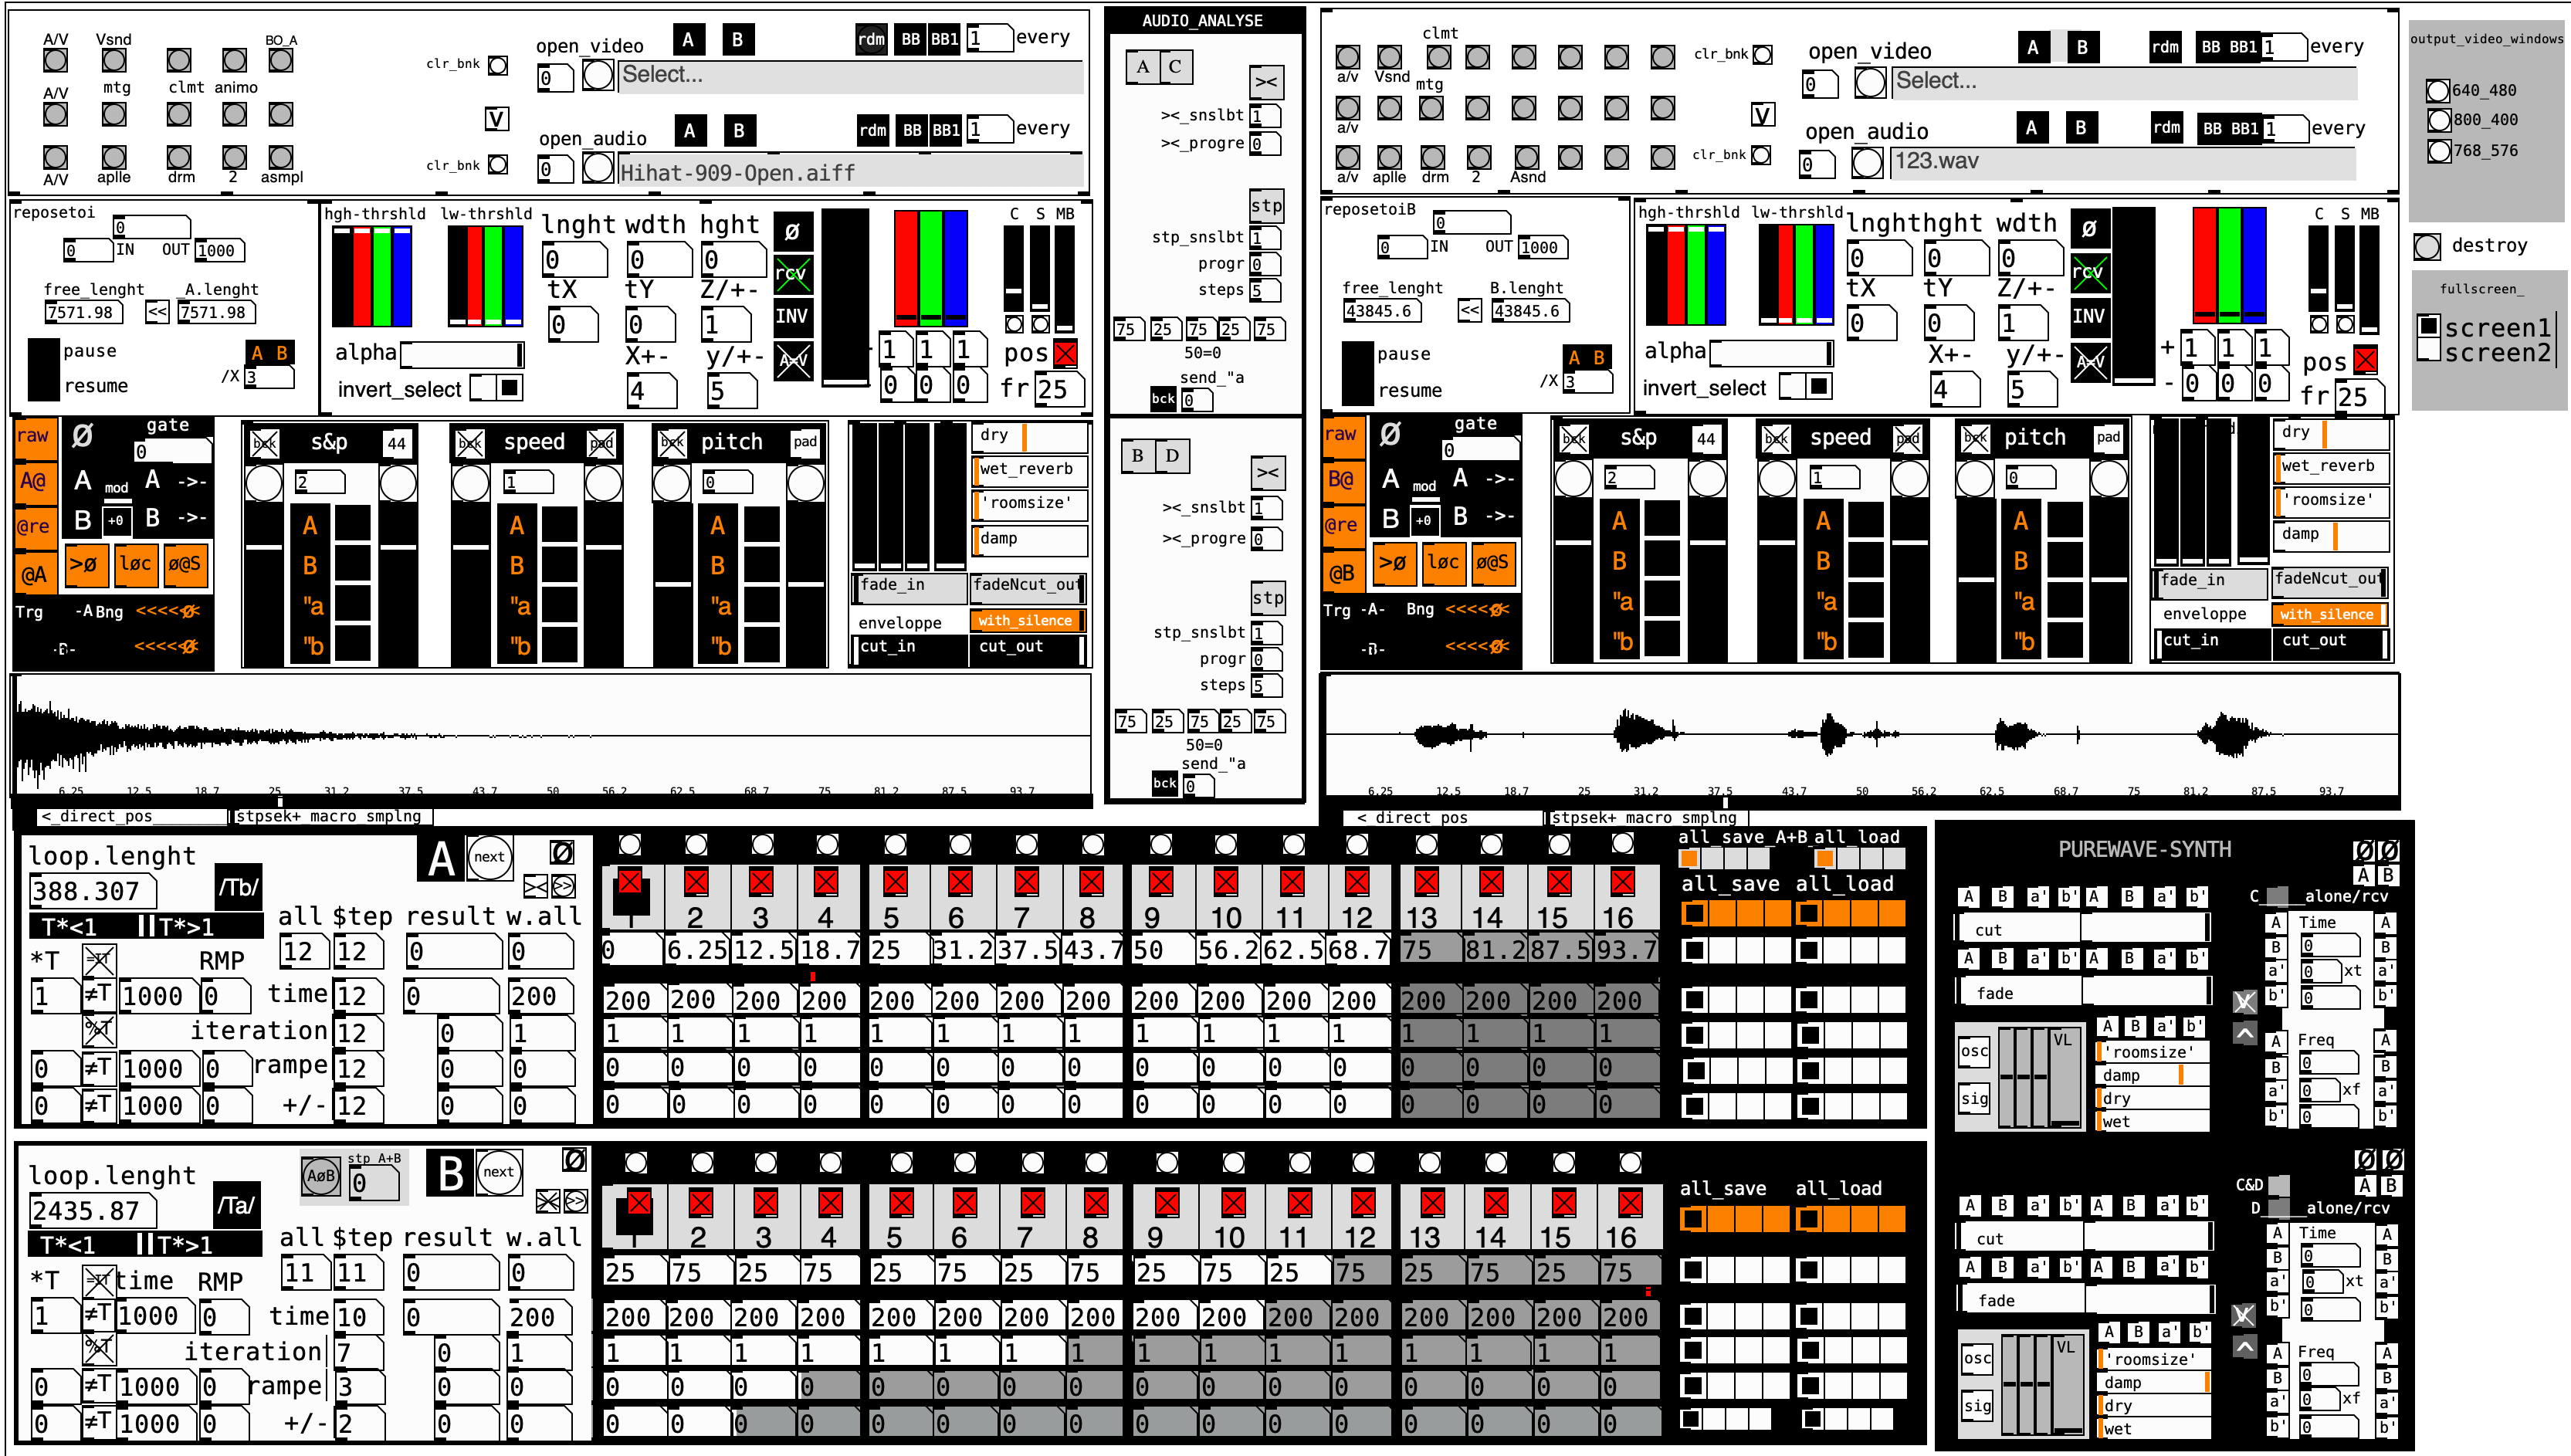 A/V Vsnd BO_A
mtg clmt animo
A/V
A/V aplle drm 2 asmpl
clr_bnk
V
clr_bnk
open_video A B rdm BB BB1 1 every
0 Select...
open_audio A B rdm BB BB1 1 every
0 Hihat-909-Open.aiff
AUDIO_ANALYSE
A C
><
><_snslbt 1
><_progre 0
stp
stp_snslbt 1
progr 0
steps 5
75 25 75 25 75
50=0
send_"a
bck 0
B D
><
><_snslbt 1
><_progre 0
stp
stp_snslbt 1
progr 0
steps 5
75 25 75 25 75
50=0
send_"a
bck 0
clmt
a/v Vsnd mtg
a/v
a/v aplle drm 2 Asnd
clr_bnk
V
clr_bnk
open_video A B rdm BB BB1 1 every
0 Select...
open_audio A B rdm BB BB1 1 every
0 123.wav
output_video_windows
640_480
800_400
768_576
destroy
fullscreen_
screen1
screen2
reposetoi
0
0 IN OUT 1000
free_lenght _A.lenght
7571.98 << 7571.98
pause
resume
A B
/X 3
hgh-thrshld lw-thrshld
alpha
invert_select
lnght wdth hght
0 0 0
tX tY Z/+-
0 0 1
X+- y/+-
4 5
Ø
rcv
INV
A=V
1 1 1
0 0 0
C S MB
pos
fr 25
reposetoiB
0
0 IN OUT 1000
free_lenght B.lenght
43845.6 << 43845.6
pause
resume
A B
/X 3
hgh-thrshld lw-thrshld
alpha
invert_select
lnght hght wdth
0 0 0
tX tY Z/+-
0 0 1
X+- y/+-
4 5
Ø
rcv
INV
A=V
+ 1 1 1
- 0 0 0
C S MB
pos
fr 25
raw
A@
@re
@A
Ø gate
0
A mod A ->-
B +0 B ->-
>Ø løc ø@S
Trg -A Bng <<<<<Ø
-B- <<<<<Ø
bck s&p 44
2
A
B
"a
"b
bck speed pad
1
A
B
"a
"b
bck pitch pad
0
A
B
"a
"b
dry
wet_reverb
'roomsize'
damp
fade_in fadeNcut_out
enveloppe with_silence
cut_in cut_out
raw
B@
@re
@B
Ø gate
0
A mod A ->-
B +0 B ->-
>Ø løc ø@S
Trg -A- Bng <<<<Ø
-B- <<<<Ø
bck s&p 44
2
A
B
"a
"b
bck speed pad
1
A
B
"a
"b
bck pitch pad
0
A
B
"a
"b
dry
wet_reverb
'roomsize'
damp
fade_in fadeNcut_out
enveloppe with_silence
cut_in cut_out
6.25 12.5 18.7 25 31.2 37.5 43.7 50 56.2 62.5 68.7 75 81.2 87.5 93.7
<_direct_pos stpsek+_macro_smplng
6.25 12.5 18.7 25 31.2 37.5 43.7 50 56.2 62.5 68.7 75 81.2 87.5 93.7
<_direct_pos stpsek+_macro_smplng
loop.lenght A next Ø
388.307 /Tb/ >< >>
T*<1 ||T*>1 all $tep result w.all
12 12 0 0
*T =IT RMP
1 ≠T 1000 0 time 12 0 200
%T iteration 12 0 1
0 ≠T 1000 0 rampe 12 0 0
0 ≠T 1000 0 +/- 12 0 0
1 2 3 4 5 6 7 8 9 10 11 12 13 14 15 16
0 6.25 12.5 18.7 25 31.2 37.5 43.7 50 56.2 62.5 68.7 75 81.2 87.5 93.7
200 200 200 200 200 200 200 200 200 200 200 200 200 200 200 200
1 1 1 1 1 1 1 1 1 1 1 1 1 1 1 1
0 0 0 0 0 0 0 0 0 0 0 0 0 0 0 0
0 0 0 0 0 0 0 0 0 0 0 0 0 0 0 0
all_save_A+B all_load
all_save all_load
loop.lenght AøB stp A+B 0 B next Ø
2435.87 /Ta/ >>
T*<1 ||T*>1 all $tep result w.all
11 11 0 0
*T =IT time RMP
1 ≠T 1000 0 time 10 0 200
%T iteration 7 0 1
0 ≠T 1000 0 rampe 3 0 0
0 ≠T 1000 0 +/- 2 0 0
1 2 3 4 5 6 7 8 9 10 11 12 13 14 15 16
25 75 25 75 25 75 25 75 25 75 25 75 25 75 25 75
200 200 200 200 200 200 200 200 200 200 200 200 200 200 200 200
1 1 1 1 1 1 1 1 1 1 1 1 1 1 1 1
0 0 0 0 0 0 0 0 0 0 0 0 0 0 0 0
0 0 0 0 0 0 0 0 0 0 0 0 0 0 0 0
all_save all_load
PUREWAVE-SYNTH ØØ
A B
A B a' b' A B a' b' C alone/rcv
cut
A B a' b' A B a' b'
fade
A Time A
B 0 B
a' 0 xt a'
b' 0 b'
V
^
osc VL
sig
A B a' b'
'roomsize'
damp
dry
wet
A Freq A
B 0 B
a' 0 xf a'
b' 0 b'
ØØ
C&D A B
A B a' b' A B a' b' D alone/rcv
cut
A B a' b' A B a' b'
fade
A Time A
B 0 B
a' 0 xt a'
b' 0 b'
V
^
osc VL
sig
A B a' b'
'roomsize'
damp
dry
wet
A Freq A
B 0 B
a' 0 xf a'
b' 0 b'